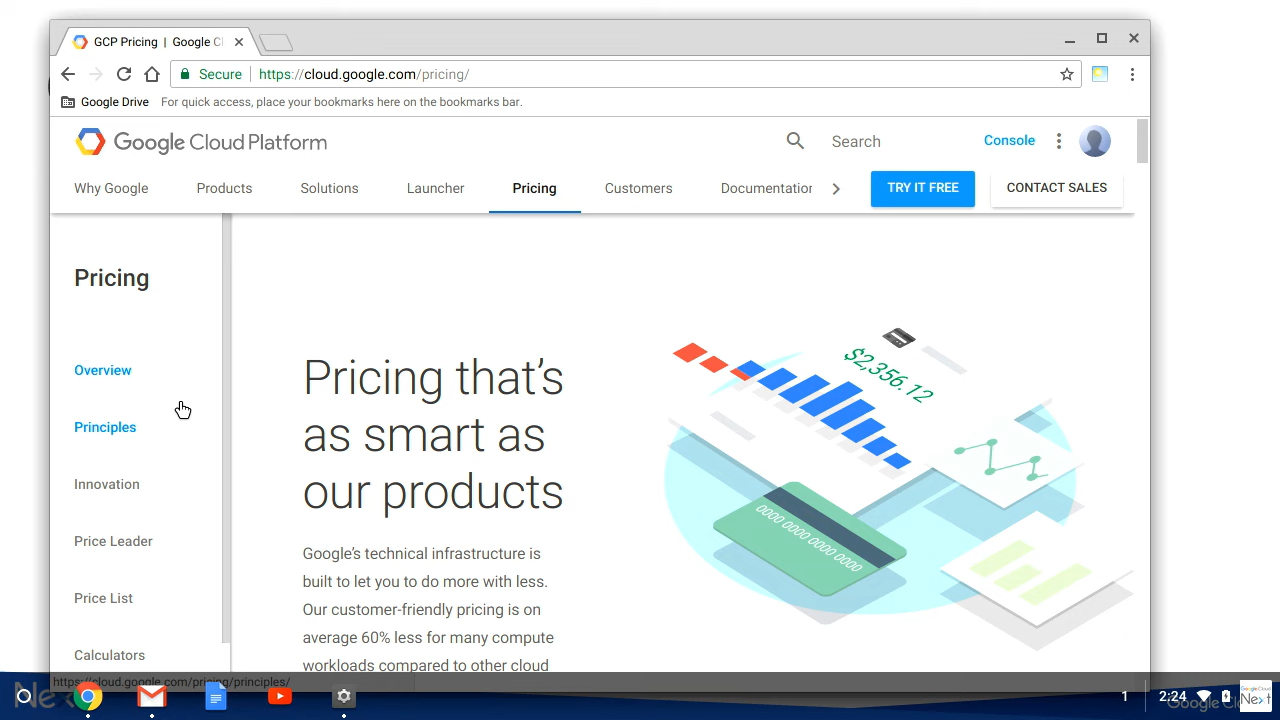 GCP Pricing | Google Cl
Secure https://cloud.google.com/pricing/
Google Drive For quick access, place your bookmarks here on the bookmarks bar.
Google Cloud Platform
Search
Console
Why Google Products Solutions Launcher Pricing Customers Documentation
TRY IT FREE
CONTACT SALES
Pricing
Overview
Principles
Innovation
Price Leader
Price List
Calculators
Pricing that's
as smart as
our products
Google's technical infrastructure is
built to let you to do more with less.
Our customer-friendly pricing is on
average 60% less for many compute
workloads compared to other cloud
$2,356.12
0000 0000 0000 0000
https://cloud.google.com/pricing/principles/
1 2:24
Google Cloud
Next